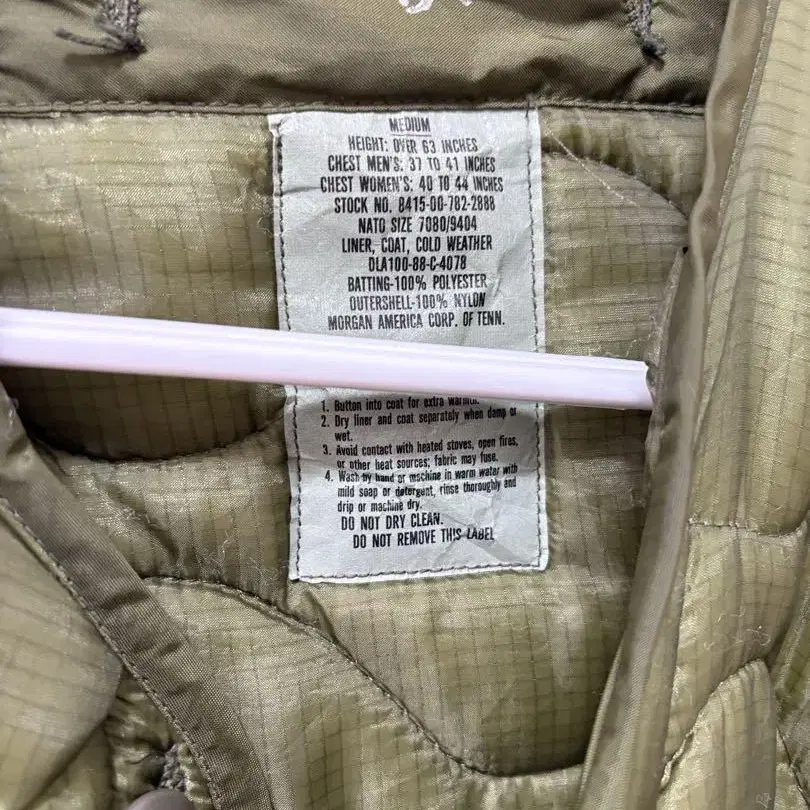 MEDIUM
HEIGHT: OVER 63 INCHES
CHEST MEN'S: 37 TO 41 INCHES
CHEST WOMEN'S: 40 TO 44 INCHES
STOCK NO. 8415-00-782-2888
NATO SIZE 7080/9404
LINER, COAT, COLD WEATHER
DLA100-88-C-4078
BATTING-100% POLYESTER
OUTERSHELL-100% NYLON
MORGAN AMERICA CORP. OF TENN.
1. Button into coat for extra warmth.
2. Dry liner and coat separately when damp or
wet.
3. Avoid contact with heated stoves, open fires,
or other heat sources; fabric may fuse.
4. Wash by hand or machine in warm water with
mild soap or detergent, rinse thoroughly and
drip or machine dry.
DO NOT DRY CLEAN.
DO NOT REMOVE THIS LABEL